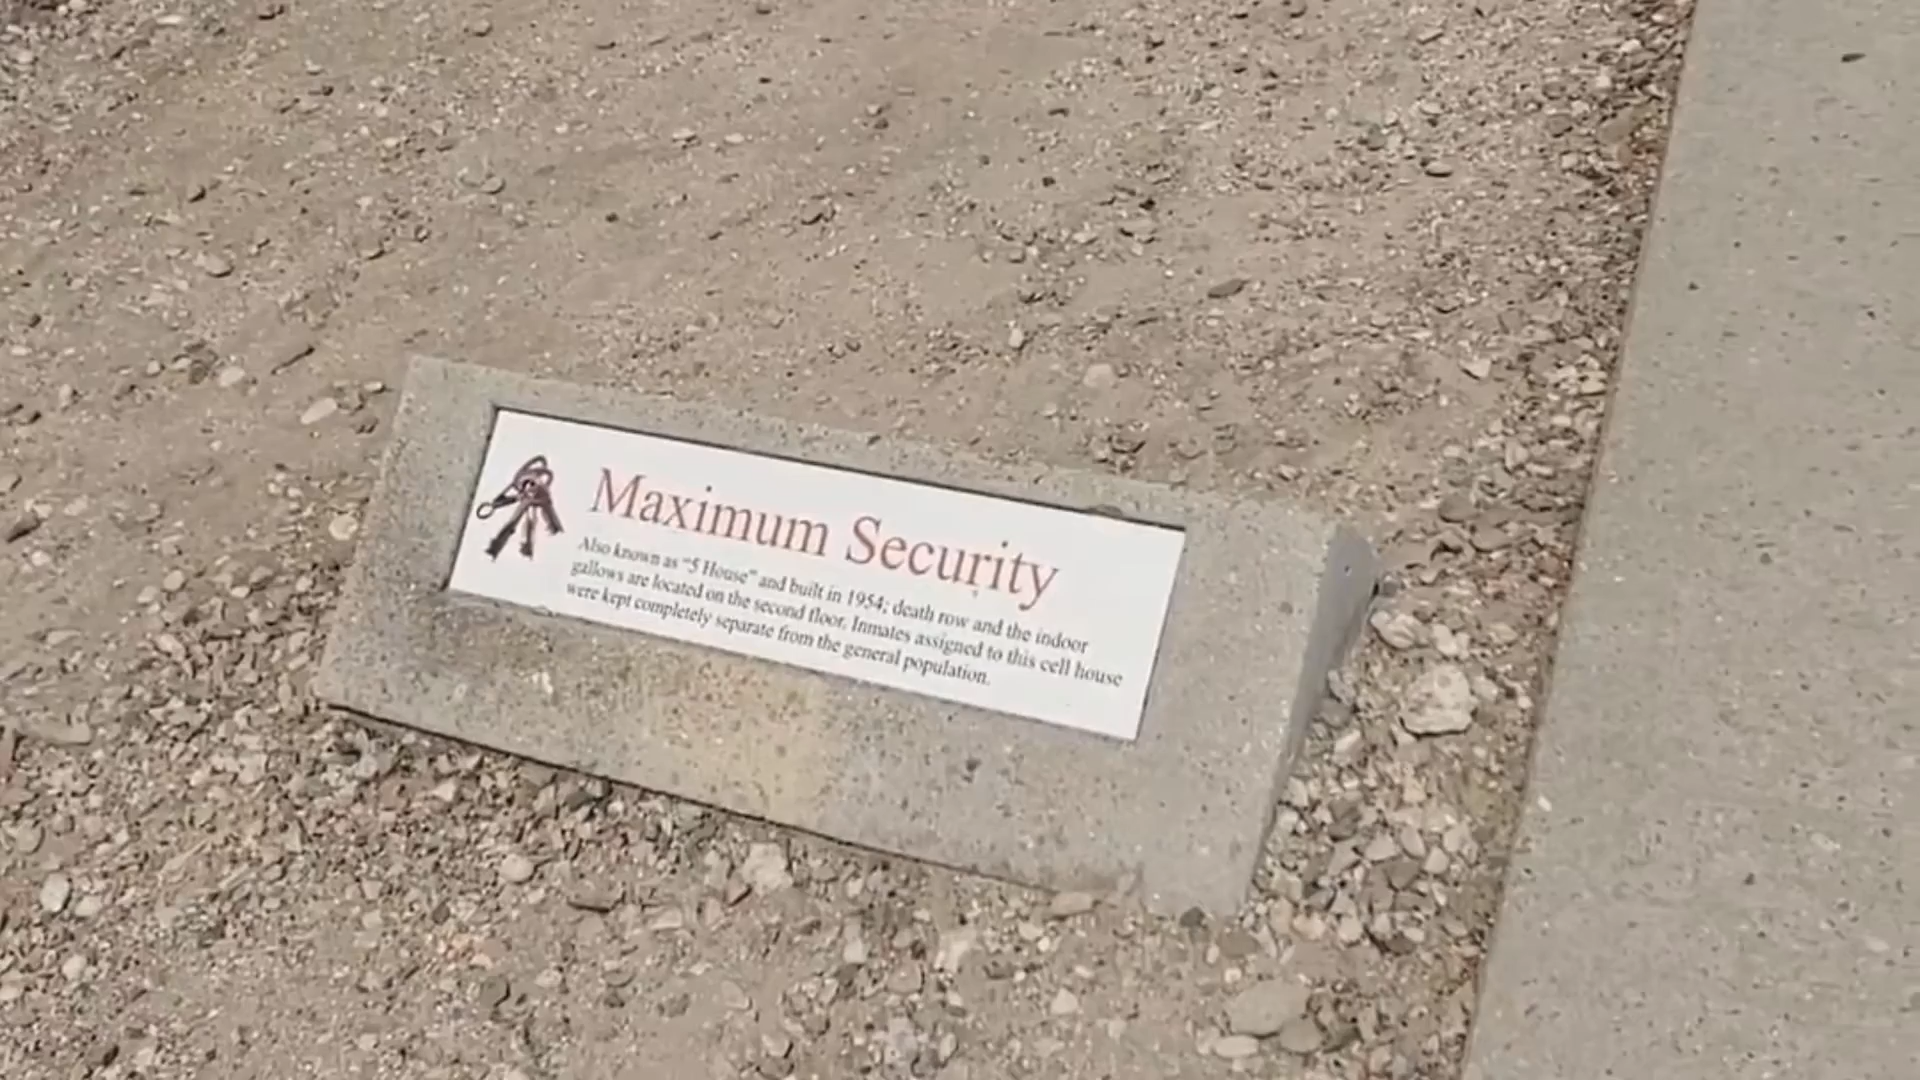 Maximum Security
Also known as "5 House" and built in 1954; death row and the indoor
gallows are located on the second floor. Inmates assigned to this cell house
were kept completely separate from the general population.